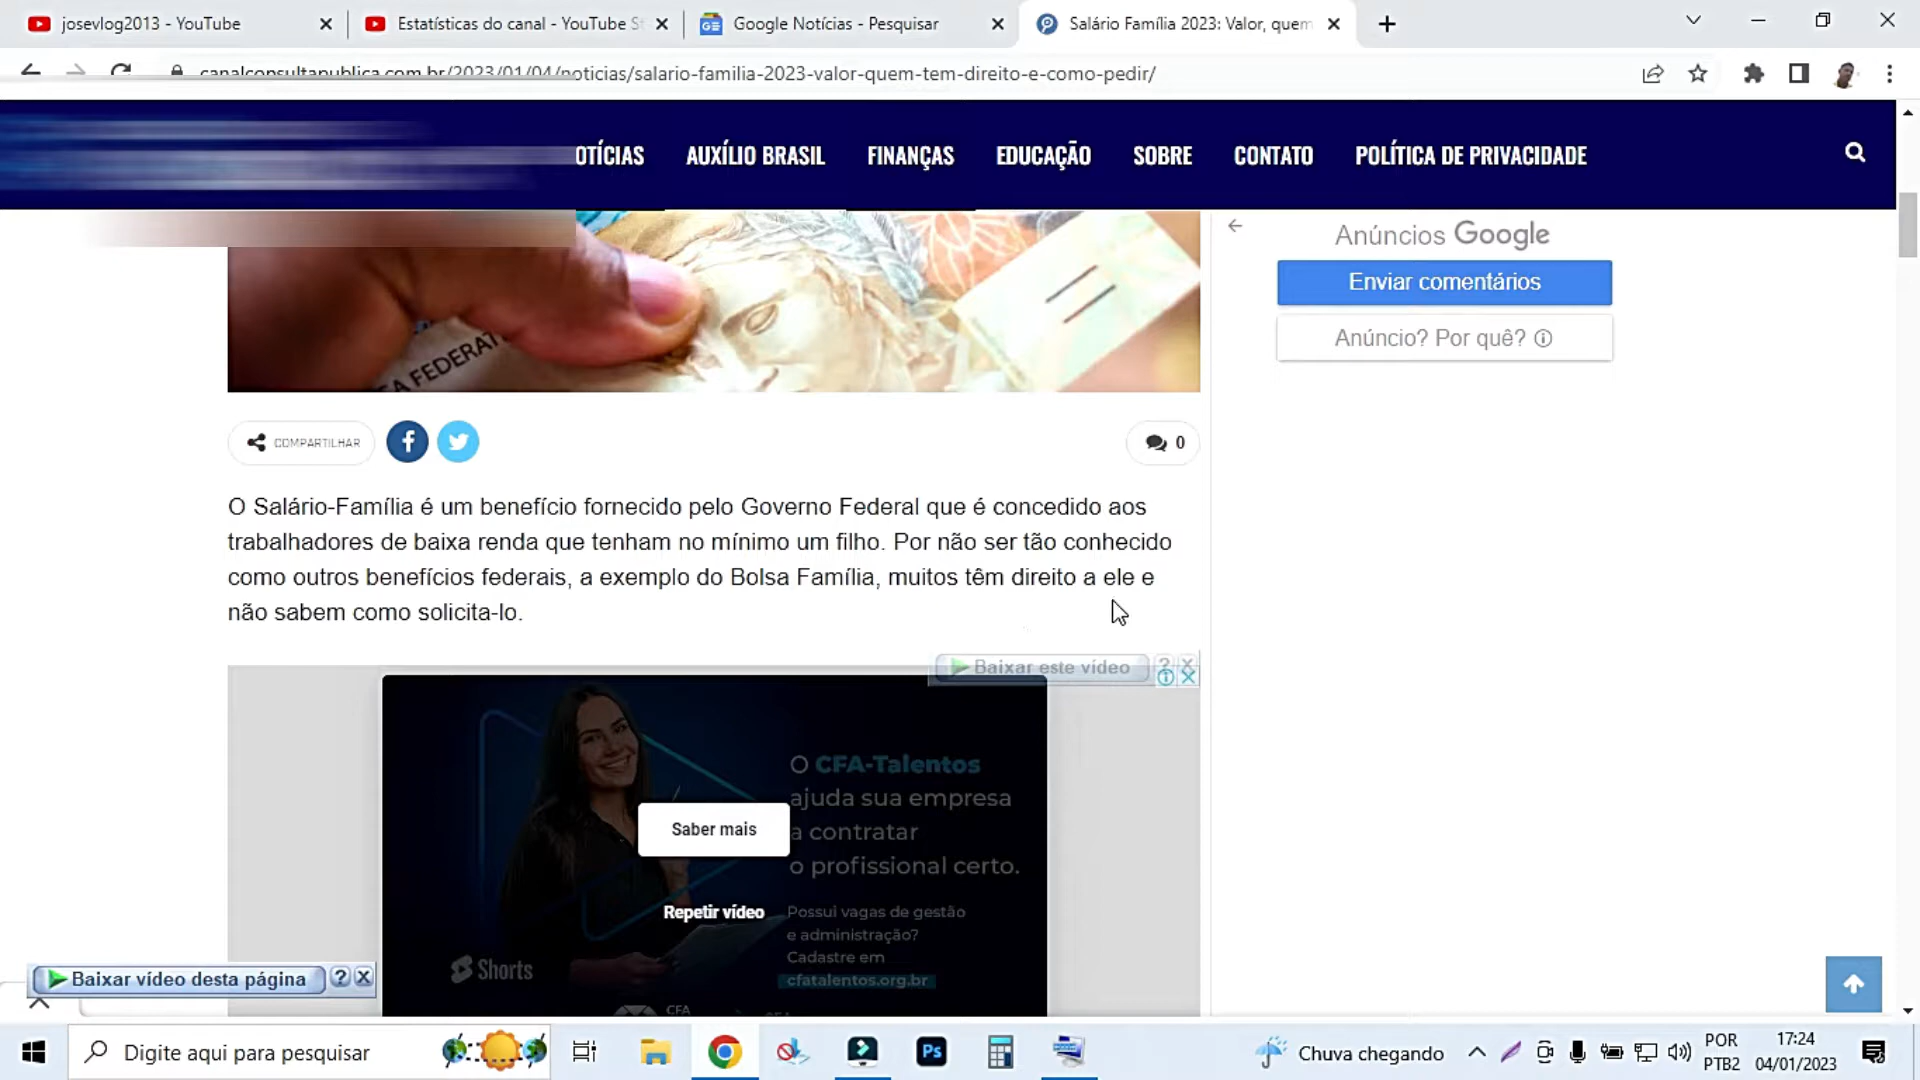 josevlog2013 - YouTube
Estatísticas do canal - YouTube St
Google Notícias - Pesquisar
Salário Família 2023: Valor, quem
canalconsultapublica.com.br/2023/01/04/noticias/salario-familia-2023-valor-quem-tem-direito-e-como-pedir/
OTÍCIAS
AUXÍLIO BRASIL
FINANÇAS
EDUCAÇÃO
SOBRE
CONTATO
POLÍTICA DE PRIVACIDADE
A FEDERAT
Anúncios Google
Enviar comentários
Anúncio? Por quê?
COMPARTILHAR
0
O Salário-Família é um benefício fornecido pelo Governo Federal que é concedido aos
trabalhadores de baixa renda que tenham no mínimo um filho. Por não ser tão conhecido
como outros benefícios federais, a exemplo do Bolsa Família, muitos têm direito a ele e
não sabem como solicita-lo.
Baixar este vídeo ?
O CFA-Talentos
ajuda sua empresa
a contratar
o profissional certo.
Saber mais
Repetir vídeo
Possui vagas de gestão
e administração?
Cadastre em
cfatalentos.org.br
Shorts
CFA
Baixar vídeo desta página ?
Digite aqui para pesquisar
Ps
Chuva chegando
POR
PTB2
17:24
04/01/2023